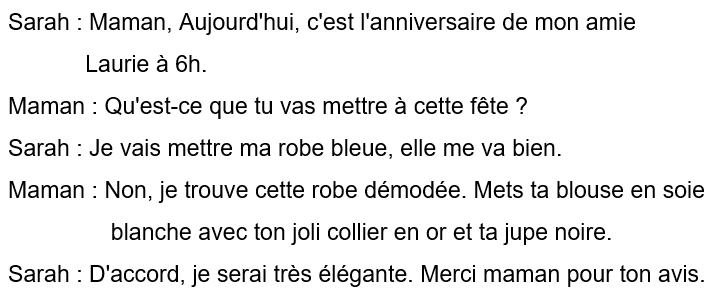 Sarah : Maman, Aujourd'hui, c'est l'anniversaire de mon amie
Laurie à 6h.
Maman : Qu'est-ce que tu vas mettre à cette fête ?
Sarah : Je vais mettre ma robe bleue, elle me va bien.
Maman : Non, je trouve cette robe démodée. Mets ta blouse en soie
blanche avec ton joli collier en or et ta jupe noire.
Sarah : D'accord, je serai très élégante. Merci maman pour ton avis.